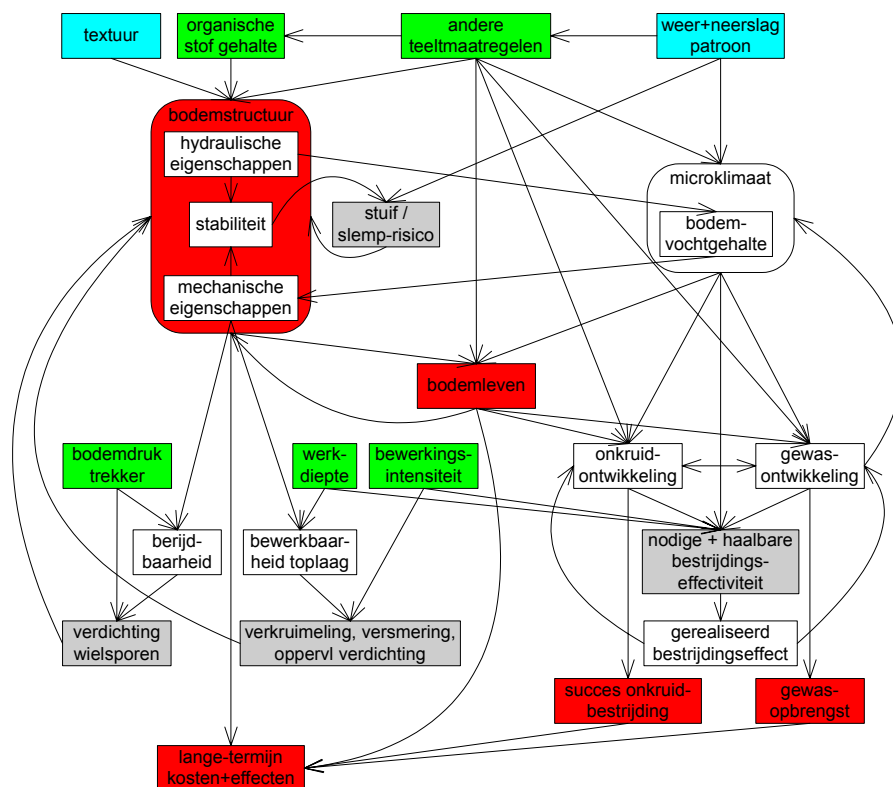 textuur
organische
stof gehalte
andere
teeltmaatregelen
weer+neerslag
patroon
bodemstructuur
hydraulische
eigenschappen
stabiliteit
mechanische
eigenschappen
stuif /
slemp-risico
microklimaat
bodem-
vochtgehalte
bodemleven
bodemdruk
trekker
werk-
diepte
bewerkings-
intensiteit
onkruid-
ontwikkeling
gewas-
ontwikkeling
berijd-
baarheid
bewerkbaar-
heid toplaag
nodige + haalbare
bestrijdings-
effectiviteit
verdichting
wielsporen
verkruimeling, versmering,
oppervl verdichting
gerealiseerd
bestrijdingseffect
succes onkruid-
bestrijding
gewas-
opbrengst
lange-termijn
kosten+effecten